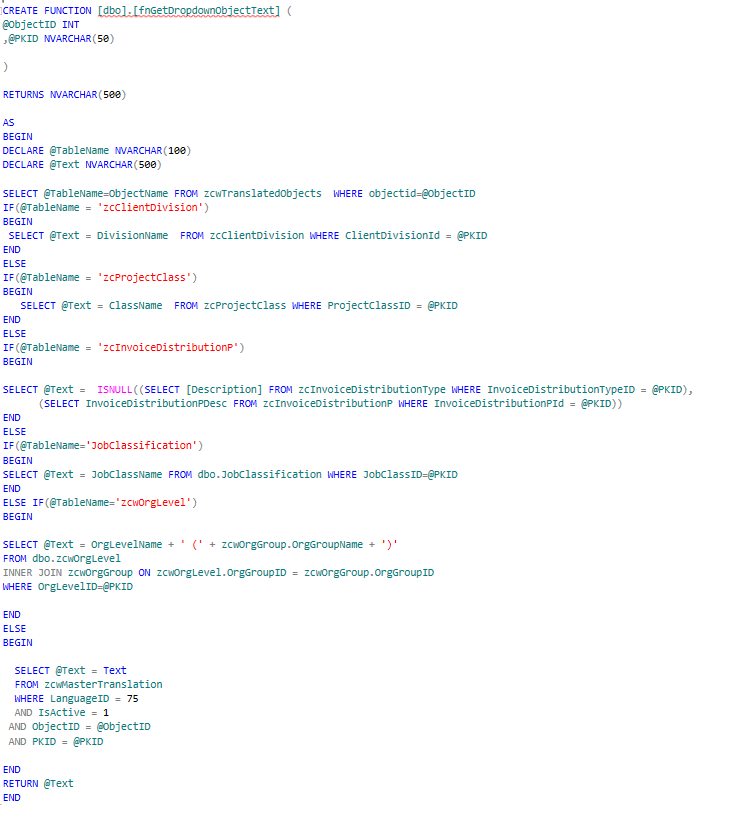 CREATE FUNCTION [dbo].[fnGetDropdownObjectText] (
@ObjectID INT
,@PKID NVARCHAR(50)
)
RETURNS NVARCHAR(500)
AS
BEGIN
DECLARE @TableName NVARCHAR(100)
DECLARE @Text NVARCHAR(500)
SELECT @TableName=ObjectName FROM zcwTranslatedObjects  WHERE objectid=@ObjectID
IF(@TableName = 'zcClientDivision')
BEGIN
 SELECT @Text = DivisionName  FROM zcClientDivision WHERE ClientDivisionId = @PKID
END
ELSE
IF(@TableName = 'zcProjectClass')
BEGIN
   SELECT @Text = ClassName  FROM zcProjectClass WHERE ProjectClassID = @PKID
END
ELSE
IF(@TableName = 'zcInvoiceDistributionP')
BEGIN
SELECT @Text =  ISNULL((SELECT [Description] FROM zcInvoiceDistributionType WHERE InvoiceDistributionTypeID = @PKID),
      (SELECT InvoiceDistributionPDesc FROM zcInvoiceDistributionP WHERE InvoiceDistributionPId = @PKID))
END
ELSE
IF(@TableName='JobClassification')
BEGIN
SELECT @Text = JobClassName FROM dbo.JobClassification WHERE JobClassID=@PKID
END
ELSE IF(@TableName='zcwOrgLevel')
BEGIN
SELECT @Text = OrgLevelName + ' (' + zcwOrgGroup.OrgGroupName + ')'
FROM dbo.zcwOrgLevel
INNER JOIN zcwOrgGroup ON zcwOrgLevel.OrgGroupID = zcwOrgGroup.OrgGroupID
WHERE OrgLevelID=@PKID
END
ELSE
BEGIN
  SELECT @Text = Text
  FROM zcwMasterTranslation
  WHERE LanguageID = 75
  AND IsActive = 1
 AND ObjectID = @ObjectID
 AND PKID = @PKID
END
RETURN @Text
END